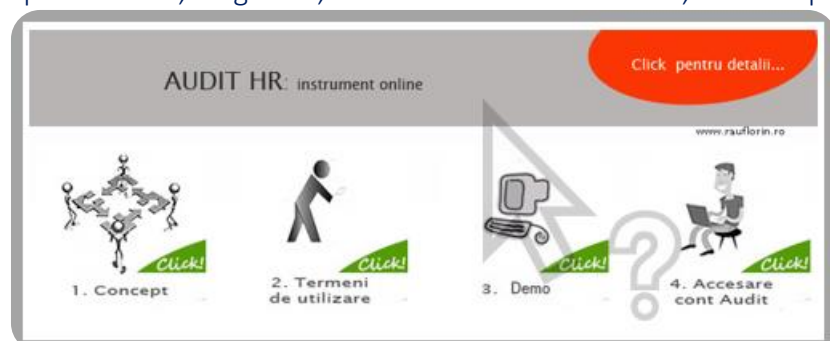 AUDIT HR: instrument online
Click pentru detalii...
www.rauflorin.ro
Click!
Click!
Click!
Click!
1. Concept
2. Termeni
de utilizare
3. Demo
4. Accesare
cont Audit